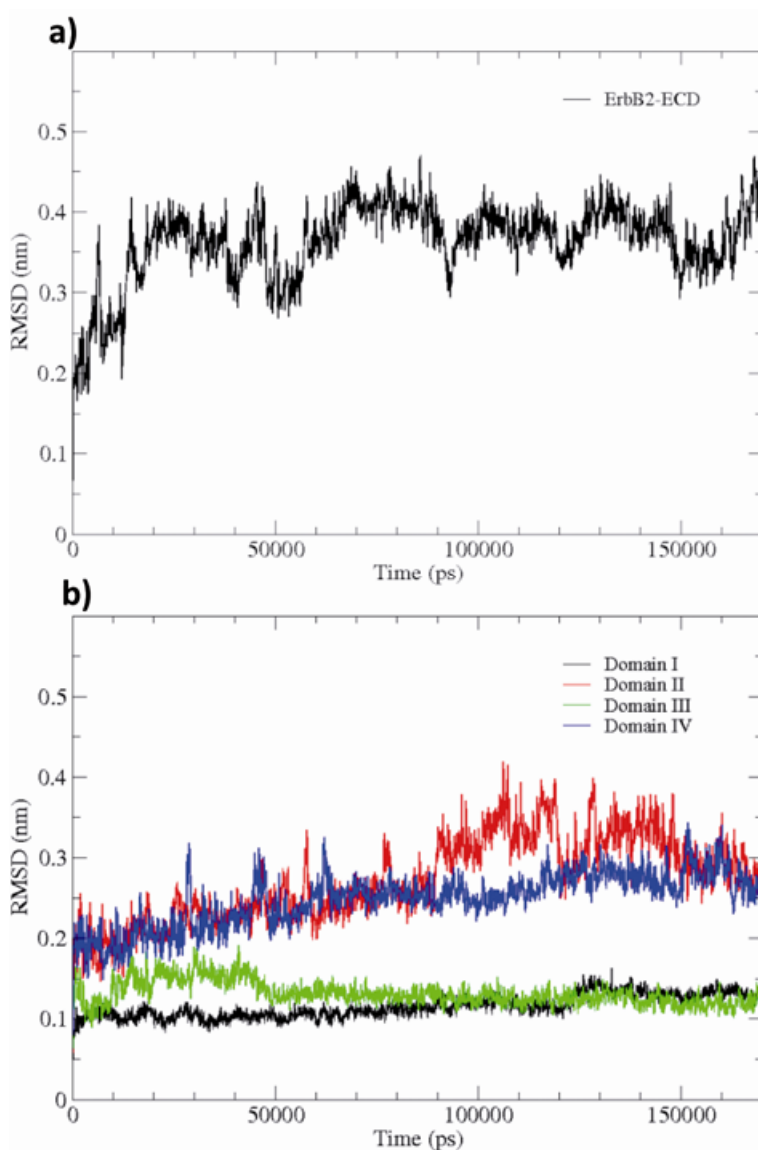 a)
ErbB2-ECD
0.5
0.4
0.3
0.2
0.1
0
RMSD (nm)
0 50000 100000 150000
Time (ps)
b)
Domain I
Domain II
Domain III
Domain IV
0.5
0.4
0.3
0.2
0.1
0
RMSD (nm)
0 50000 100000 150000
Time (ps)